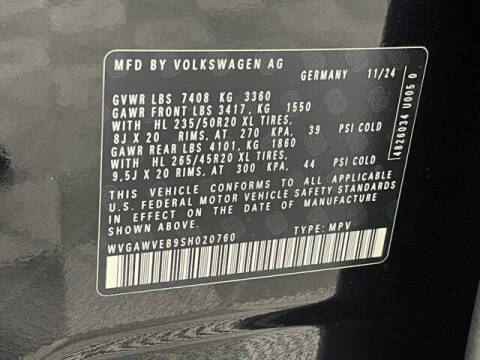 MFD BY VOLKSWAGEN AG
GERMANY 11/24
GVWR LBS 7408 KG 3360
GAWR FRONT LBS 3417, KG 1550
WITH HL 235/50R20 XL TIRES,
8J X 20 RIMS, AT 270 KPA, 39 PSI COLD
GAWR REAR LBS 4101, KG 1860
WITH HL 265/45R20 XL TIRES,
9,5J X 20 RIMS, AT 300 KPA, 44 PSI COLD
THIS VEHICLE CONFORMS TO ALL APPLICABLE
U.S. FEDERAL MOTOR VEHICLE SAFETY STANDARDS
IN EFFECT ON THE DATE OF MANUFACTURE
SHOWN ABOVE.
WVGAWVEB9SH020760 TYPE: MPV
4826034 U005 0